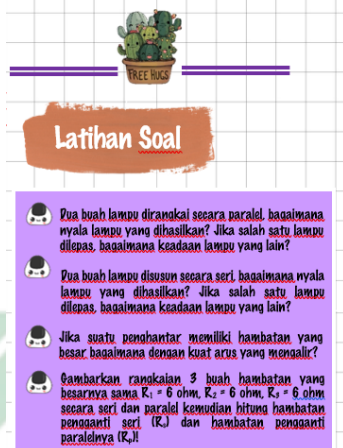 FREE HUGS
Latihan Soal
Dua buah lampu dirangkai secara paralel, bagaimana
nyala lampu yang dihasilkan? Jika salah satu lampu
dilepas, bagaimana keadaan lampu yang lain?
Dua buah lampu disusun secara seri, bagaimana nyala
lampu yang dihasilkan? Jika salah satu lampu
dilepas, bagaimana keadaan lampu yang lain?
Jika suatu penghantar memiliki hambatan yang
besar bagaimana dengan kuat arus yang mengalir?
Gambarkan rangkaian 3 buah hambatan yang
besarnya sama R₁ = 6 ohm, R₂ = 6 ohm, R₃ = 6 ohm
secara seri dan paralel kemudian hitung hambatan
pengganti seri (Rₛ) dan hambatan pengganti
paralelnya (Rₚ)!